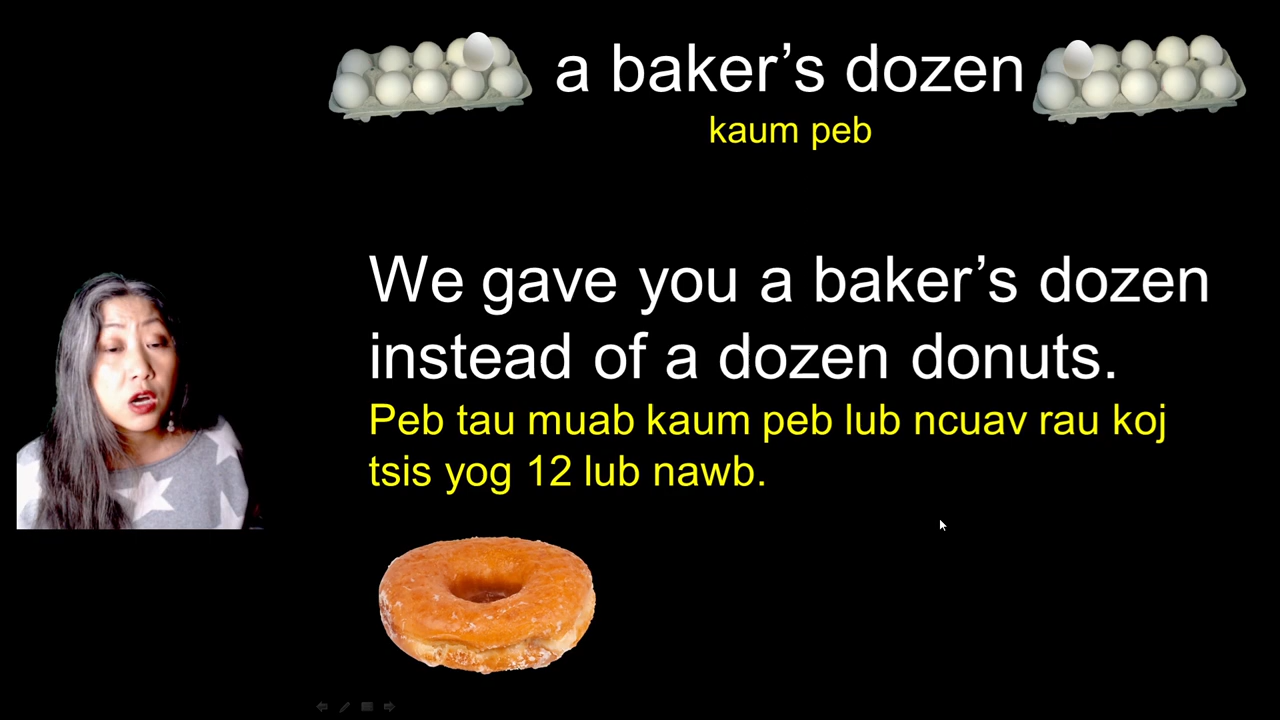 a baker’s dozen
kaum peb
We gave you a baker’s dozen
instead of a dozen donuts.
Peb tau muab kaum peb lub ncuav rau koj
tsis yog 12 lub nawb.